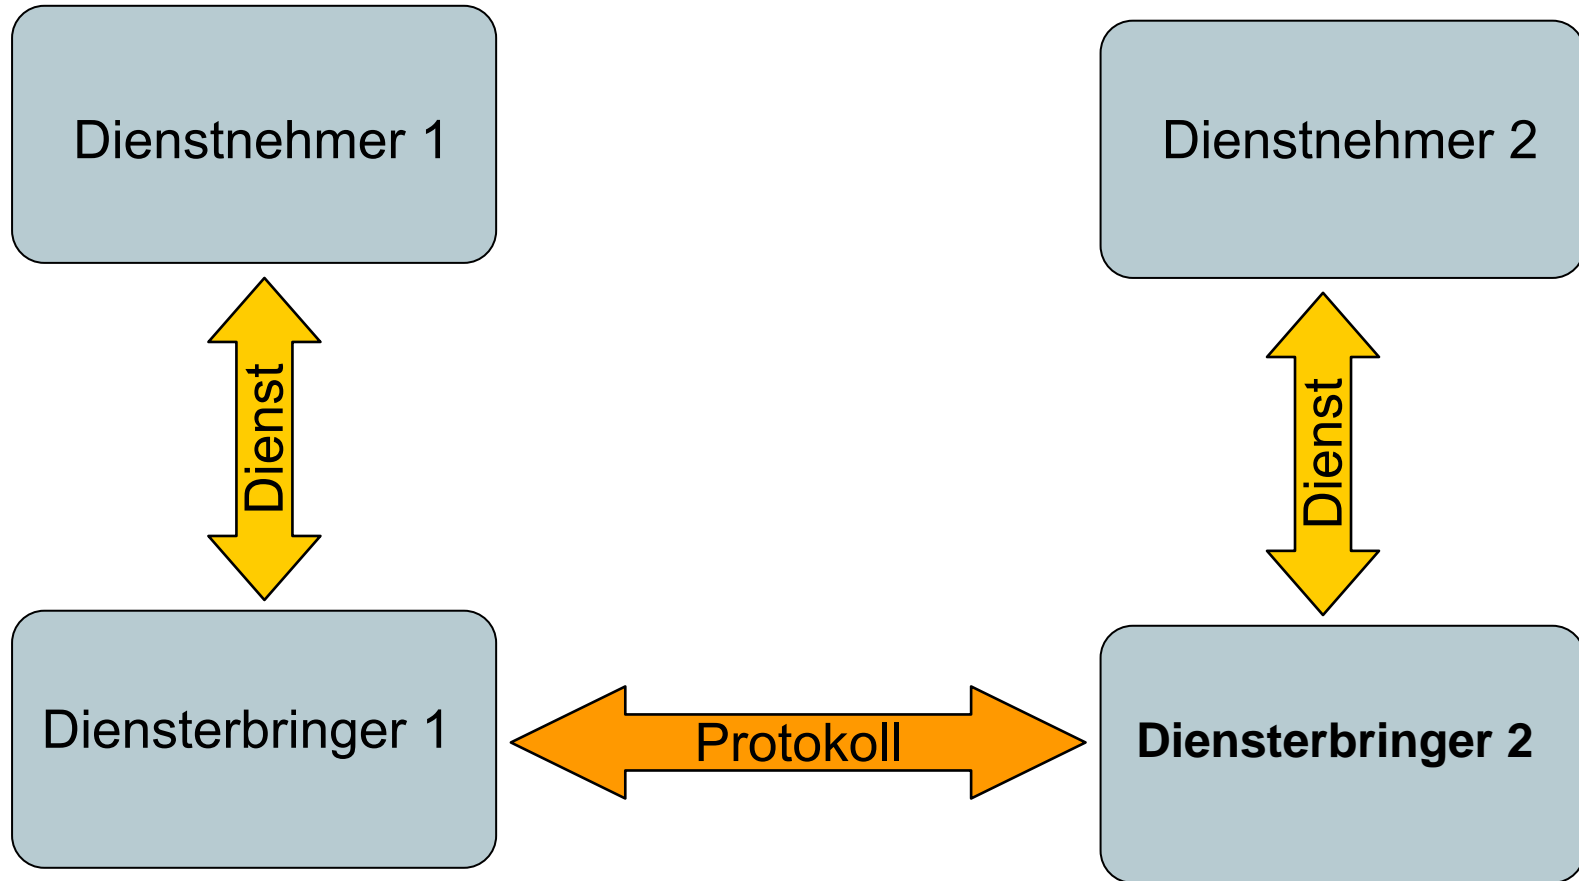 Dienstnehmer 1
Dienstnehmer 2
Dienst
Dienst
Diensterbringer 1
Protokoll
Diensterbringer 2